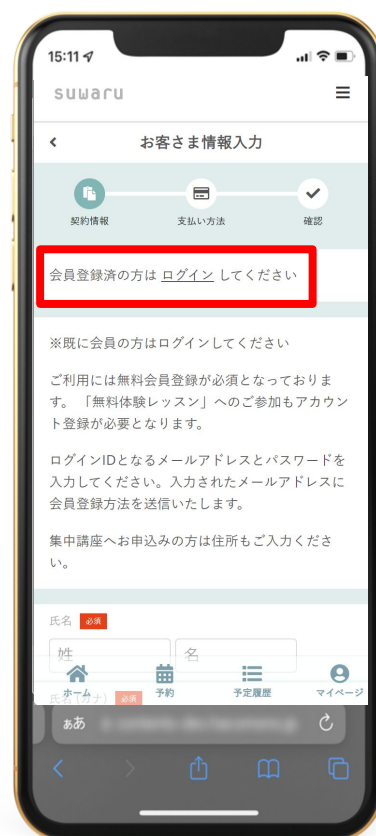 15:11
suwaru
お客さま情報入力
契約情報
支払い方法
確認
会員登録済の方は ログイン してください
※既に会員の方はログインしてください
ご利用には無料会員登録が必須となっておりま
す。 「無料体験レッスン」へのご参加もアカウン
ト登録が必要となります。
ログインIDとなるメールアドレスとパスワードを
入力してください。入力されたメールアドレスに
会員登録方法を送信いたします。
集中講座へお申込みの方は住所もご入力くださ
い。
氏名 必須
姓 名
氏名 (カナ) 必須
ホーム 予約 予定履歴 マイページ
ああ